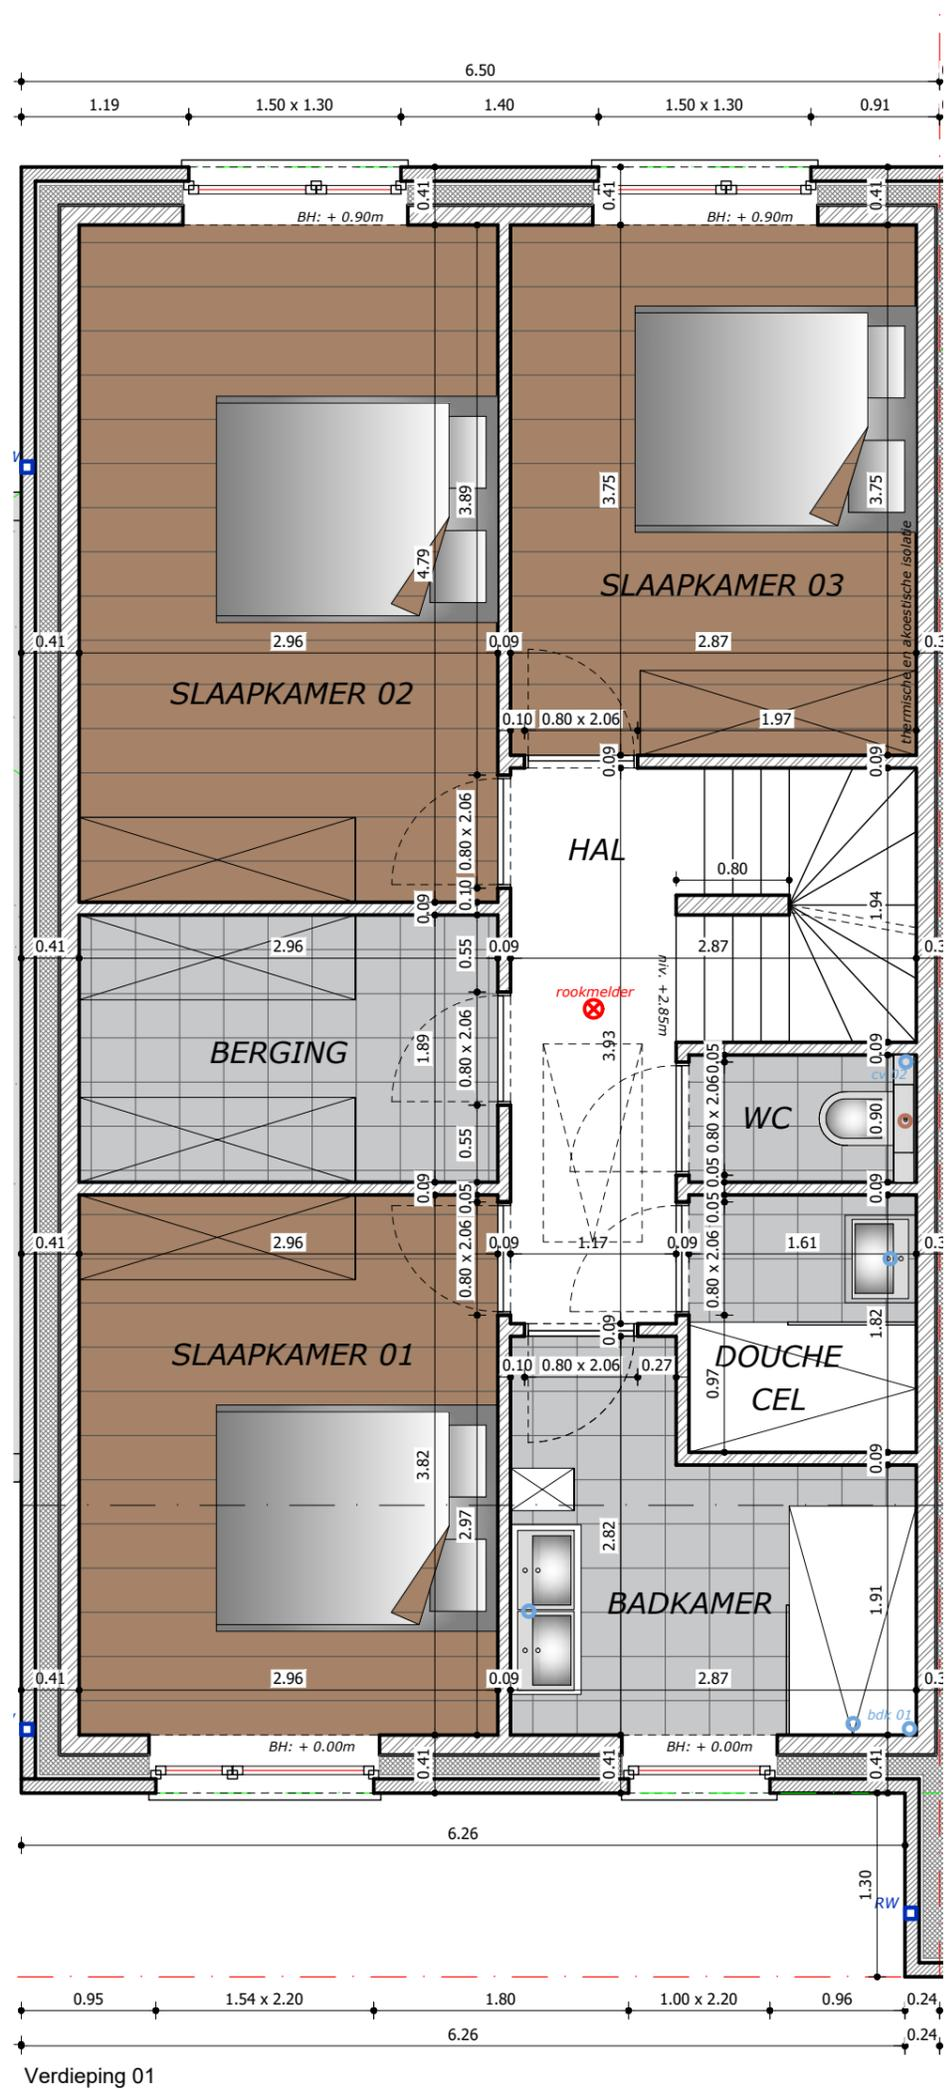 6.50
1.19 1.50 x 1.30 1.40 1.50 x 1.30 0.91
0.41 0.41 0.41
BH: + 0.90m BH: + 0.90m
3.89 3.75 3.75
4.79
thermische en akoestische isolatie
SLAAPKAMER 03
0.41 2.96 0.09 2.87
SLAAPKAMER 02
0.10 0.80 x 2.06 1.97
0.09 0.09
0.80 x 2.06
HAL
0.80
0.10
0.09
1.94
0.41 2.96 0.55 0.09 2.87
niv. +2.85m
rookmelder
BERGING
1.89
0.80 x 2.06
3.93
0.05
0.09
cv 02
WC
0.80 x 2.06
0.90
0.55
0.05
0.09
0.05
0.05
0.09
0.41 2.96 0.80 x 2.06 0.09 1.17 0.09 0.80 x 2.06 1.61
1.82
0.09
SLAAPKAMER 01
0.10 0.80 x 2.06 0.27
DOUCHE
CEL
0.97
3.82
0.09
2.97
2.82
BADKAMER
1.91
0.41 2.96 0.09 2.87
bdk 01
BH: + 0.00m BH: + 0.00m
0.41 0.41 0.41
6.26
1.30
RW
0.95 1.54 x 2.20 1.80 1.00 x 2.20 0.96 0.24
6.26 0.24
Verdieping 01